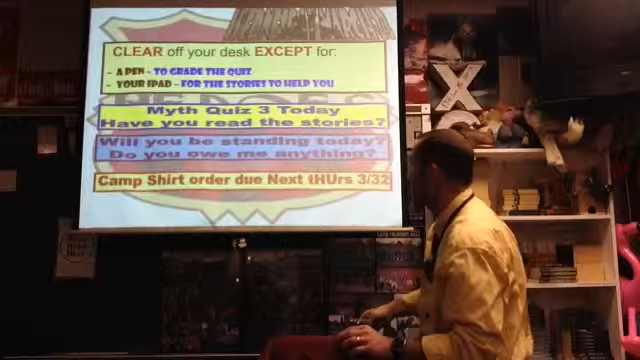 CLEAR off your desk EXCEPT for:
- A PEN - TO GRADE THE QUIZ
- YOUR IPAD - FOR THE STORIES TO HELP YOU
Myth Quiz 3 Today
Have you read the stories?
Will you be standing today?
Do you owe me anything?
Camp Shirt order due Next tHUrs 3/32
X